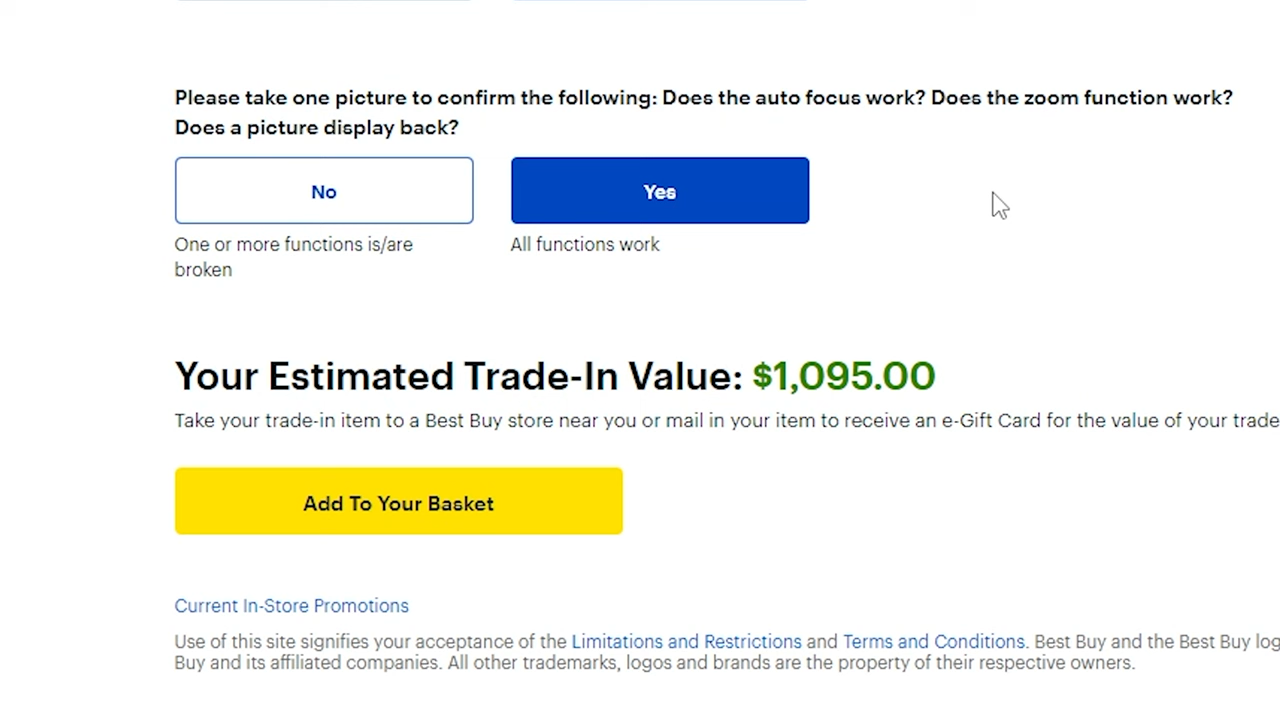 Please take one picture to confirm the following: Does the auto focus work? Does the zoom function work?
Does a picture display back?
No
Yes
One or more functions is/are
broken
All functions work
Your Estimated Trade-In Value: $1,095.00
Take your trade-in item to a Best Buy store near you or mail in your item to receive an e-Gift Card for the value of your trade
Add To Your Basket
Current In-Store Promotions
Use of this site signifies your acceptance of the Limitations and Restrictions and Terms and Conditions. Best Buy and the Best Buy log
Buy and its affiliated companies. All other trademarks, logos and brands are the property of their respective owners.